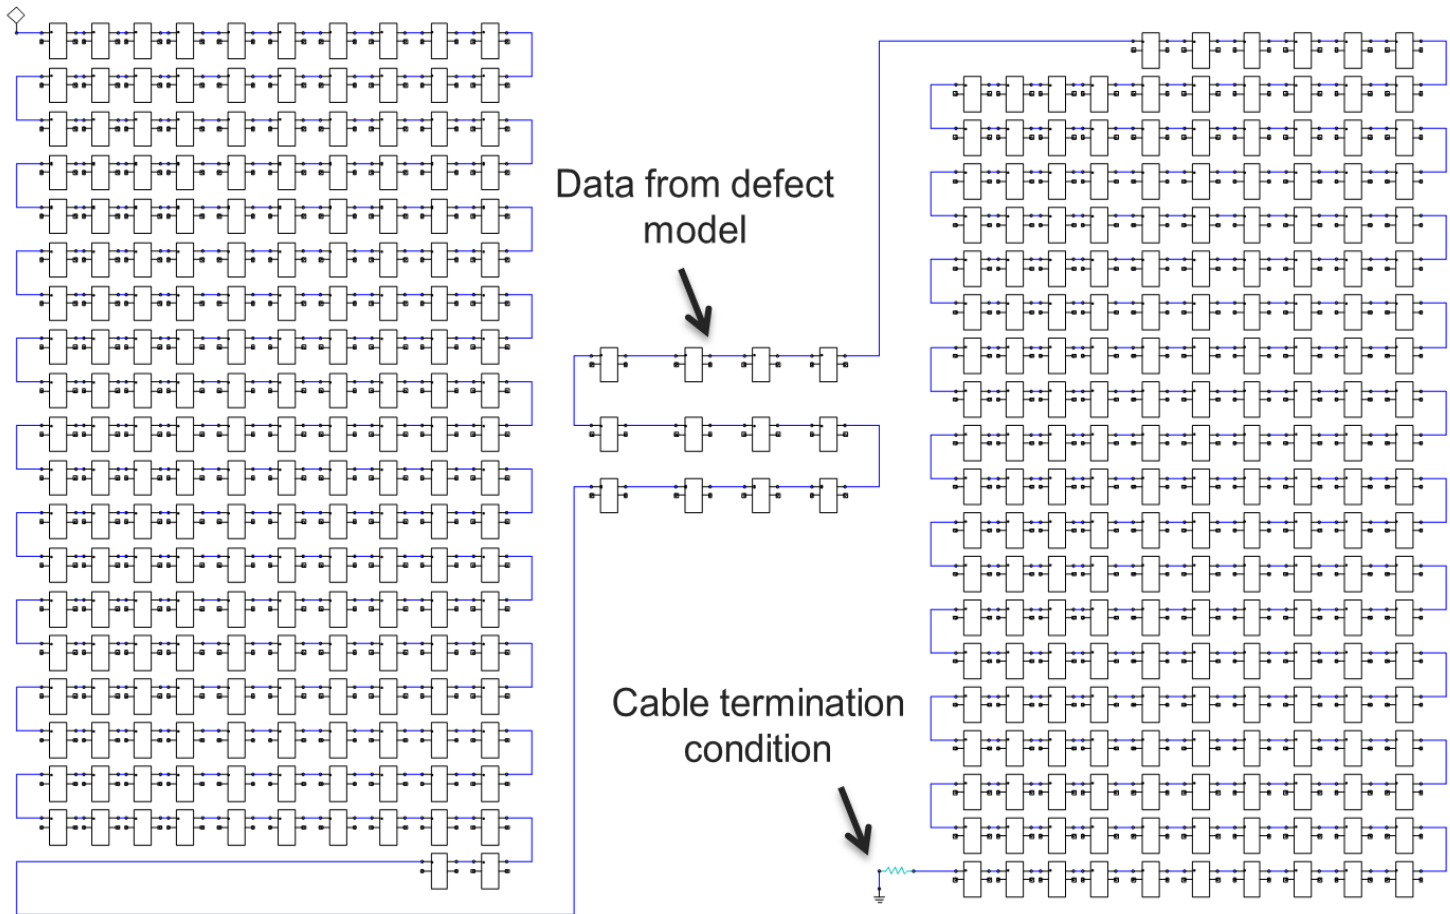 Data from defect
model
Cable termination
condition